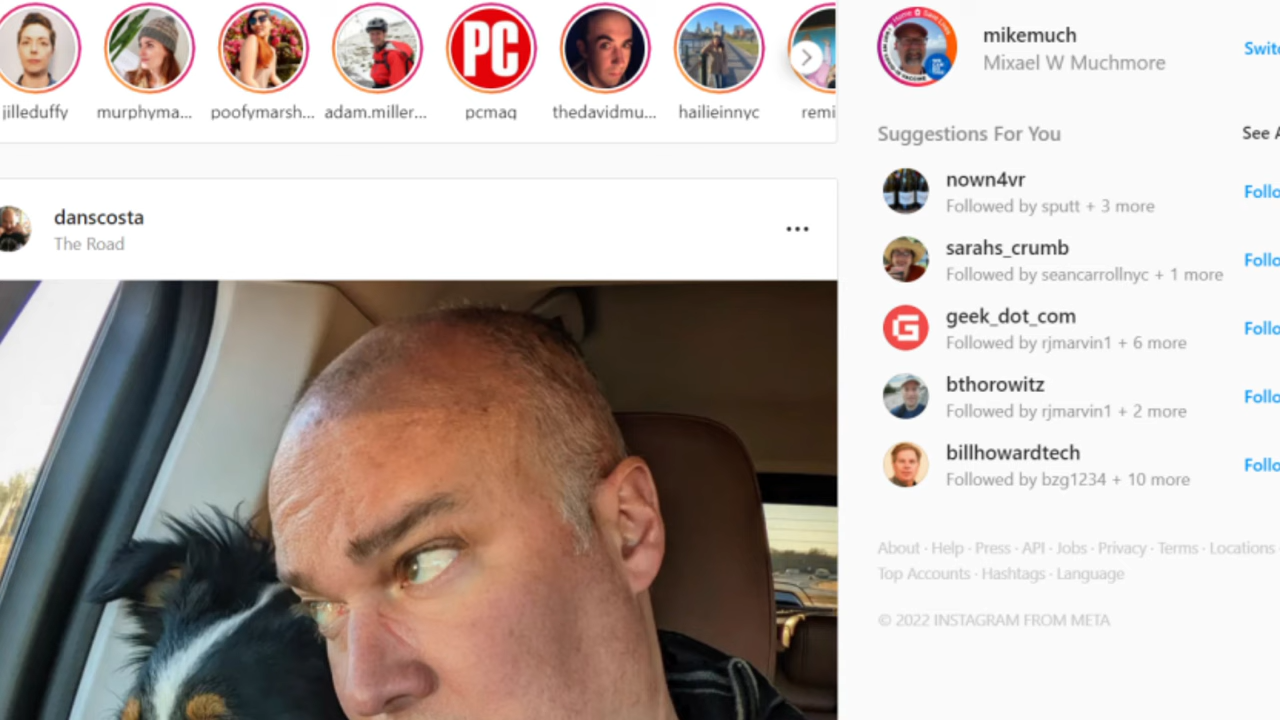 PC
jilleduffy
murphyma...
poofymarsh...
adam.miller...
pcmag
thedavidmu...
hailieinnyc
remi
mikemuch
Mixael W Muchmore
Switc
Suggestions For You
See A
nown4vr
Followed by sputt + 3 more
Follo
sarahs_crumb
Followed by seancarrollnyc + 1 more
Follo
geek_dot_com
Followed by rjmarvin1 + 6 more
Follo
bthorowitz
Followed by rjmarvin1 + 2 more
Follo
billhowardtech
Followed by bzg1234 + 10 more
Follo
About · Help · Press · API · Jobs · Privacy · Terms · Locations ·
Top Accounts · Hashtags · Language
© 2022 INSTAGRAM FROM META
danscosta
The Road